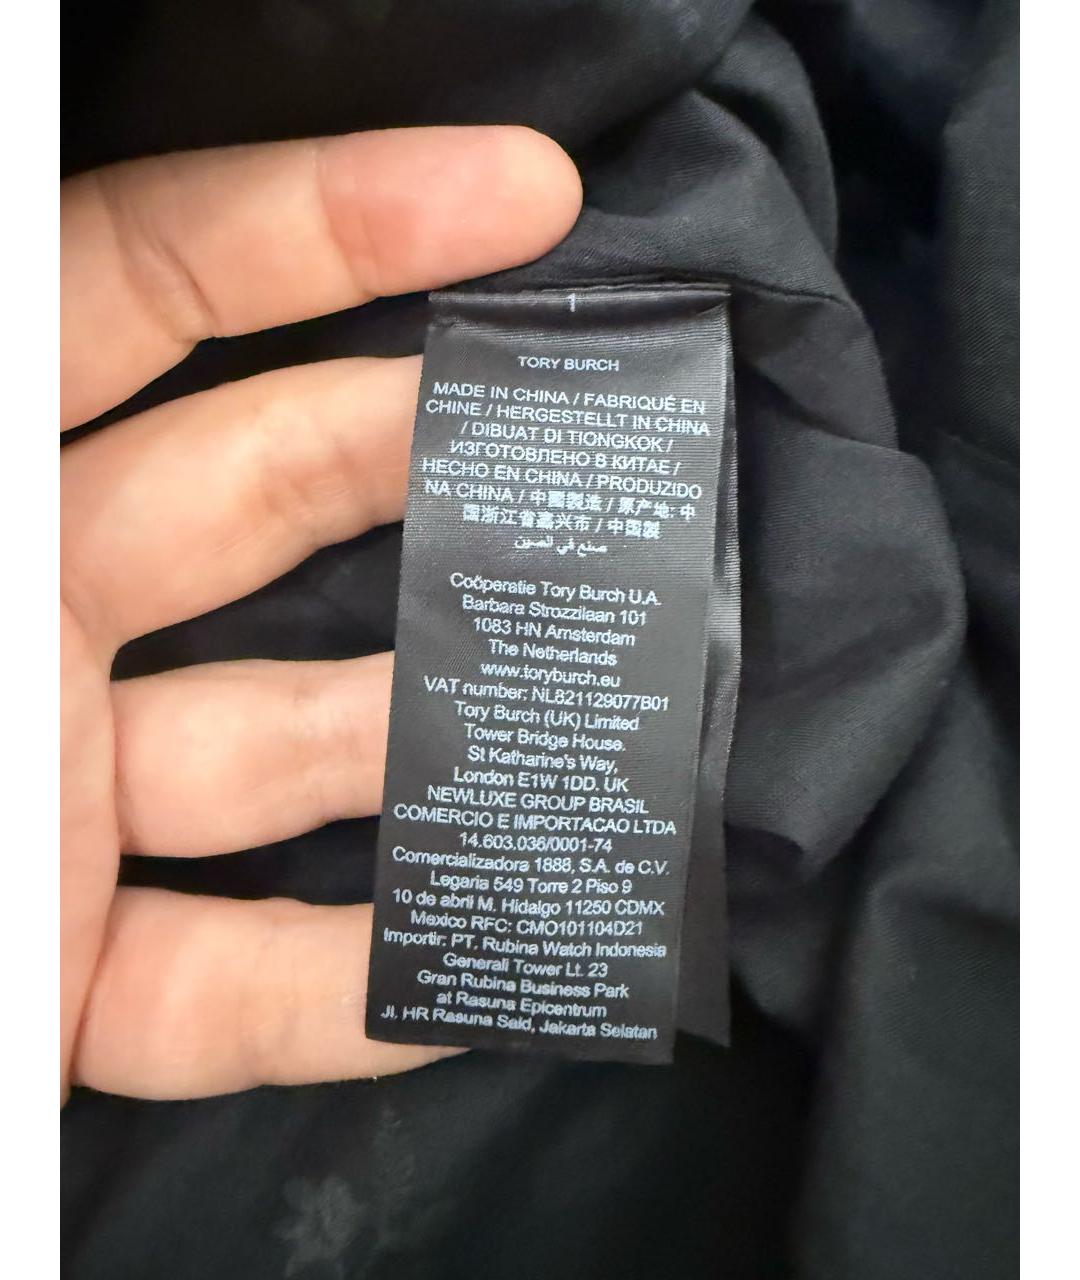 1
TORY BURCH
MADE IN CHINA / FABRIQUÉ EN
CHINE / HERGESTELLT IN CHINA
/ DIBUAT DI TIONGKOK /
ИЗГОТОВЛЕНО В КИТАЕ /
HECHO EN CHINA / PRODUZIDO
NA CHINA / 中國製造 / 原产地: 中
国浙江省嘉兴市 / 中国製
صنع في الصين
Coöperatie Tory Burch U.A.
Barbara Strozzilaan 101
1083 HN Amsterdam
The Netherlands
www.toryburch.eu
VAT number: NL821129077B01
Tory Burch (UK) Limited
Tower Bridge House.
St Katharine's Way,
London E1W 1DD. UK
NEWLUXE GROUP BRASIL
COMERCIO E IMPORTACAO LTDA
14.603.036/0001-74
Comercializadora 1888, S.A. de C.V.
Legaria 549 Torre 2 Piso 9
10 de abril M. Hidalgo 11250 CDMX
Mexico RFC: CMO101104D21
Importir: PT. Rubina Watch Indonesia
Generali Tower Lt. 23
Gran Rubina Business Park
at Rasuna Epicentrum
Jl. HR Rasuna Said, Jakarta Selatan